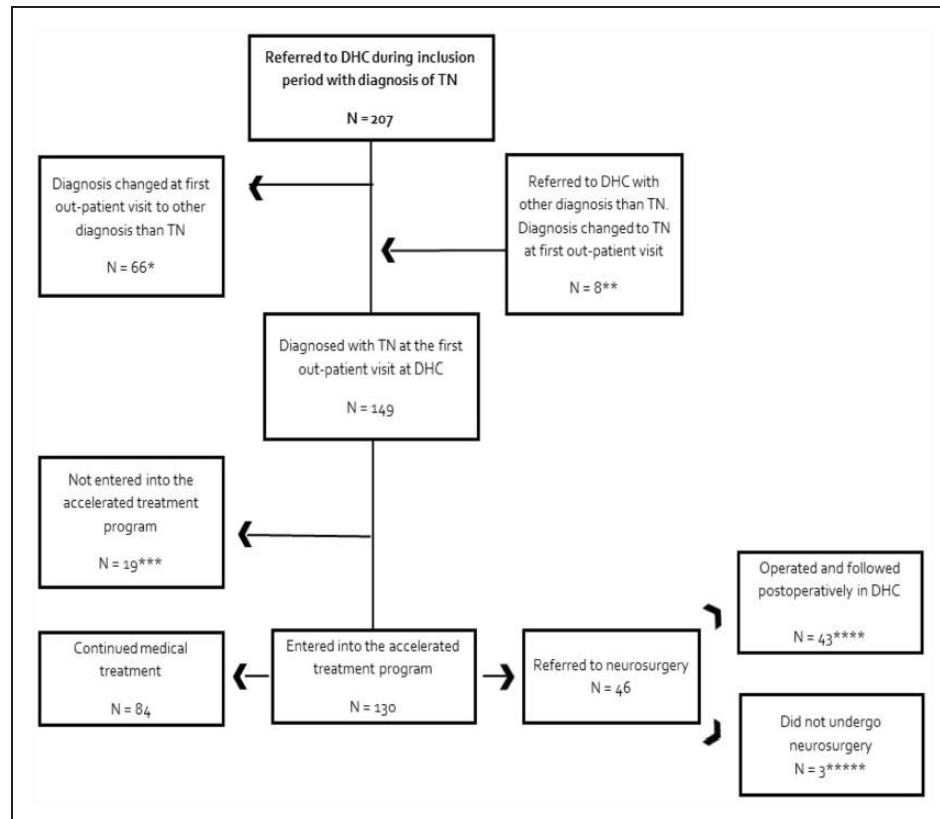 Referred to DHC during inclusion
period with diagnosis of TN
N = 207
Diagnosis changed at first
out-patient visit to other
diagnosis than TN
N = 66*
Referred to DHC with
other diagnosis than TN.
Diagnosis changed to TN
at first out-patient visit
N = 8**
Diagnosed with TN at the first
out-patient visit at DHC
N = 149
Not entered into the
accelerated treatment
program
N = 19***
Continued medical
treatment
N = 84
Entered into the accelerated
treatment program
N = 130
Referred to neurosurgery
N = 46
Operated and followed
postoperatively in DHC
N = 43****
Did not undergo
neurosurgery
N = 3*****